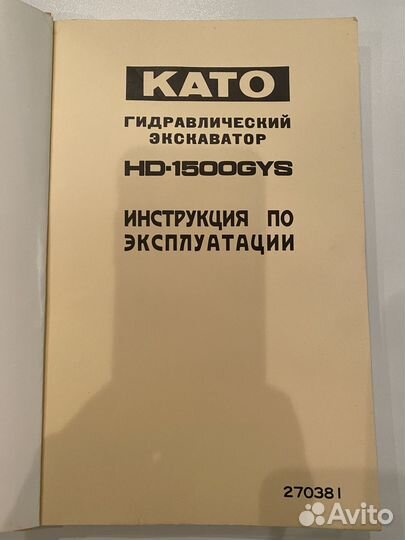 KATO
ГИДРАВЛИЧЕСКИЙ
ЭКСКАВАТОР
HD-1500GYS
ИНСТРУКЦИЯ ПО
ЭКСПЛУАТАЦИИ
270381
Avito